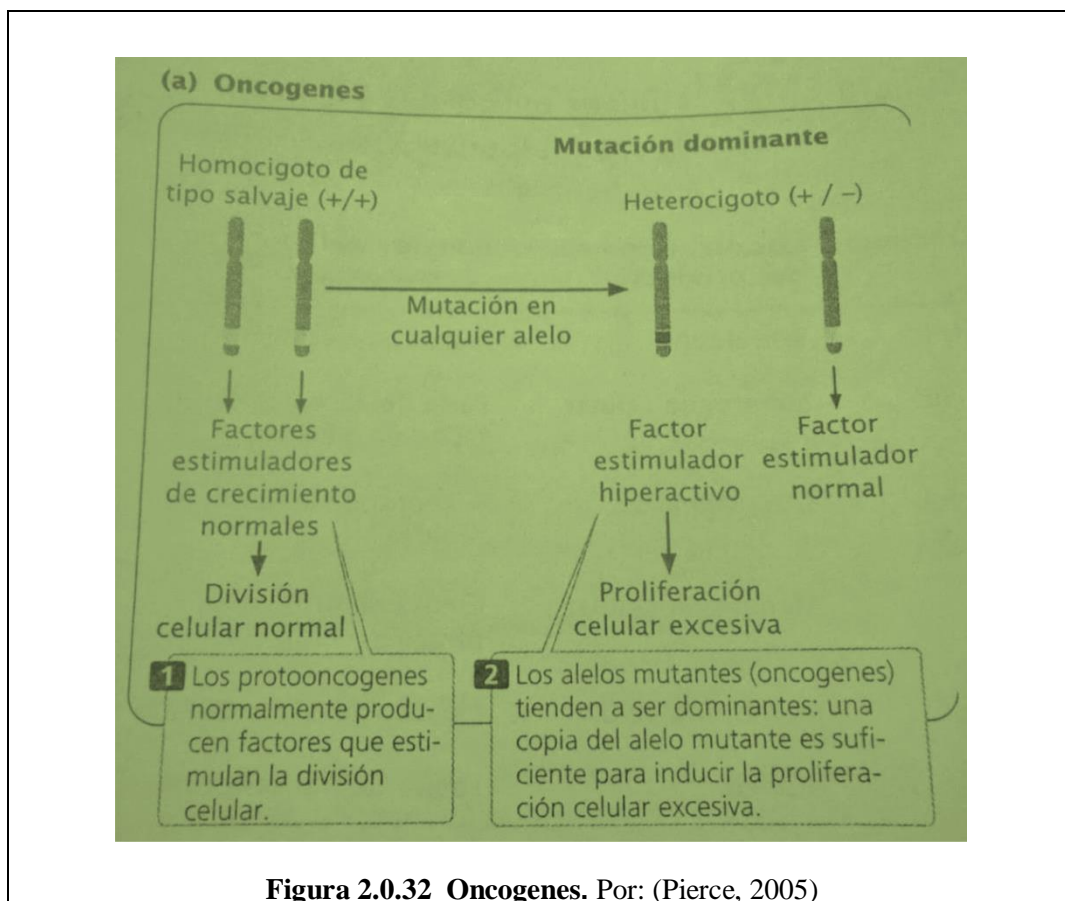 (a) Oncogenes
Mutación dominante
Homocigoto de
tipo salvaje (+/+)
Heterocigoto (+ / −)
Mutación en
cualquier alelo
Factores
estimuladores
de crecimiento
normales
Factor
estimulador
hiperactivo
Factor
estimulador
normal
División
celular normal
Proliferación
celular excesiva
1 Los protooncogenes
normalmente produ-
cen factores que esti-
mulan la división
celular.
2 Los alelos mutantes (oncogenes)
tienden a ser dominantes: una
copia del alelo mutante es sufi-
ciente para inducir la prolifera-
ción celular excesiva.
Figura 2.0.32 Oncogenes. Por: (Pierce, 2005)